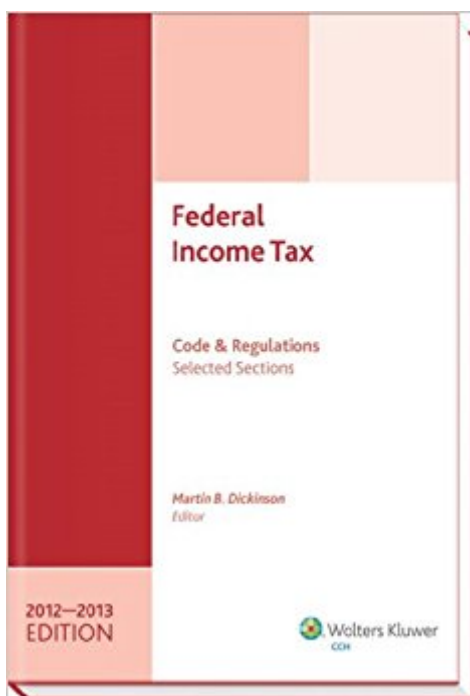 Federal
Income Tax
Code & Regulations
Selected Sections
Martin B. Dickinson
Editor
2012—2013
EDITION
Wolters Kluwer
CCH